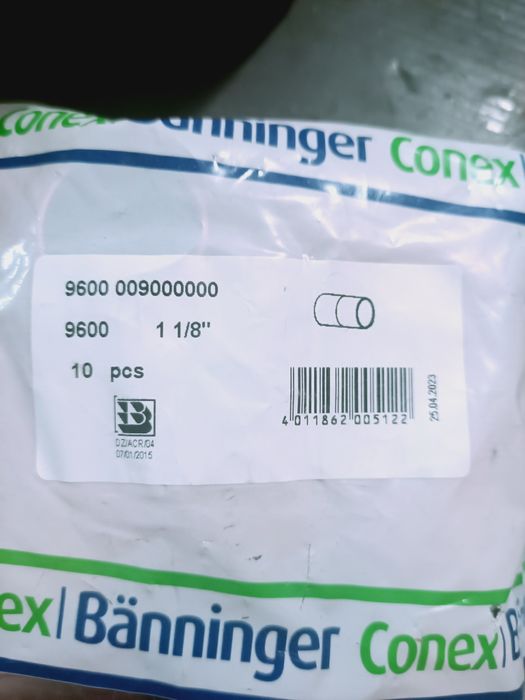 Conex Bänninger Conex
9600 009000000
9600 1 1/8"
10 pcs
B
DZ/ACR/04
07/01/2015
4 011862 005122
25.04.2023
ex|Bänninger Conex|B